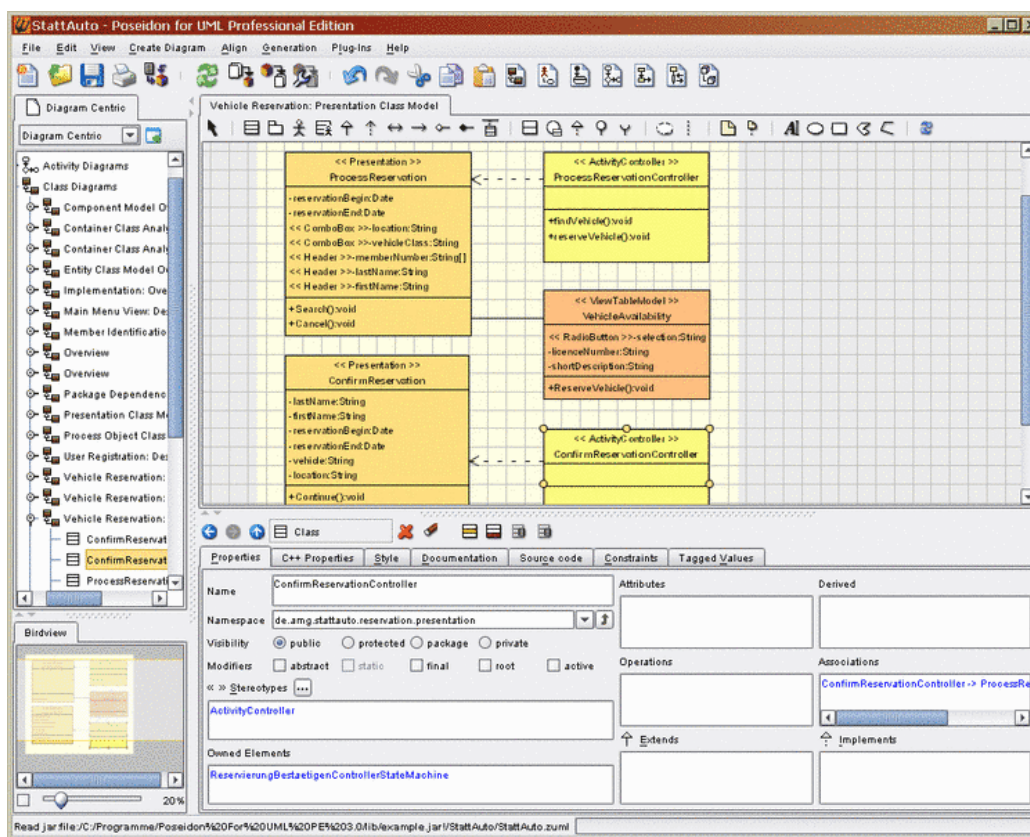 StattAuto - Poseidon for UML Professional Edition
File Edit View Create Diagram Align Generation Plug-Ins Help
Diagram Centric
Diagram Centric
Activity Diagrams
Class Diagrams
Component Model O
Container Class Analy
Container Class Analy
Entity Class Model O
Implementation: Ove
Main Menu View: De
Member Identificatio
Overview
Overview
Package Dependenc
Presentation Class M
Process Object Class
User Registration: De
Vehicle Reservation:
Vehicle Reservation:
Vehicle Reservation:
ConfirmReservat
ConfirmReservat
ProcessReservati
Birdview
20%
Vehicle Reservation: Presentation Class Model
<< Presentation >>
ProcessReservation
-reservationBegin:Date
-reservationEnd:Date
<< ComboBox >>-location:String
<< ComboBox >>-vehicleClass:String
<< Header >>-memberNumber:String[]
<< Header >>-lastName:String
<< Header >>-firstName:String
+Search():void
+Cancel():void
<< ActivityController >>
ProcessReservationController
+findVehicle():void
+reserveVehicle():void
<< ViewTableModel >>
VehicleAvailability
<< RadioButton >>-selection:String
-licenceNumber:String
-shortDescription:String
+ReserveVehicle():void
<< Presentation >>
ConfirmReservation
-lastName:String
-firstName:String
-reservationBegin:Date
-reservationEnd:Date
-vehicle:String
-location:String
+Continue():void
<< ActivityController >>
ConfirmReservationController
Class
Properties C++ Properties Style Documentation Source code Constraints Tagged Values
Name ConfirmReservationController
Namespace de.amg.stattauto.reservation.presentation
Visibility public protected package private
Modifiers abstract static final root active
« » Stereotypes ...
ActivityController
Owned Elements
ReservierungBestaetigenControllerStateMachine
Attributes
Derived
Operations
Associations
ConfirmReservationController -> ProcessRe
Extends
Implements
Read jar:file:/C:/Programme/Poseidon%20For%20UML%20PE%203.0/lib/example.jar!/StattAuto/StattAuto.zuml